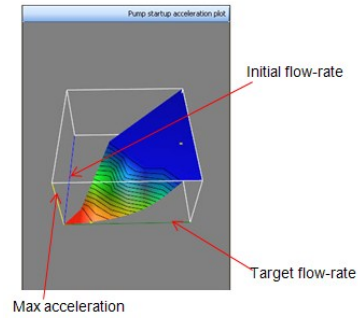 Pump startup acceleration plot
Initial flow-rate
Target flow-rate
Max acceleration